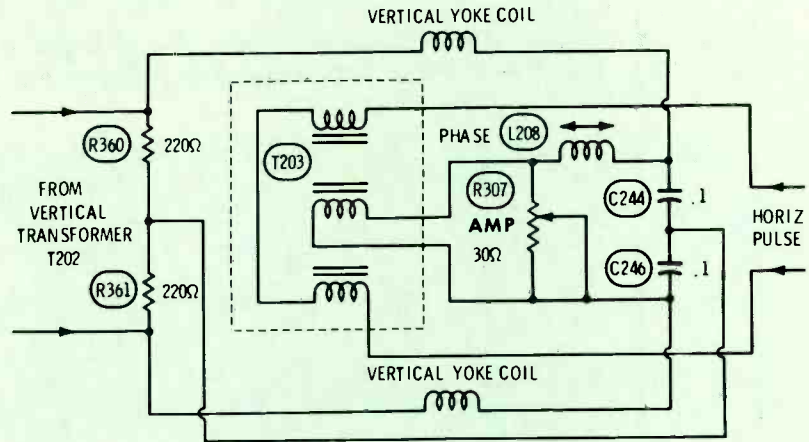 VERTICAL YOKE COIL
R360
220Ω
T203
PHASE
L208
R307
AMP
30Ω
C244
.1
FROM
VERTICAL
TRANSFORMER
T202
HORIZ
PULSE
R361
220Ω
C246
.1
VERTICAL YOKE COIL